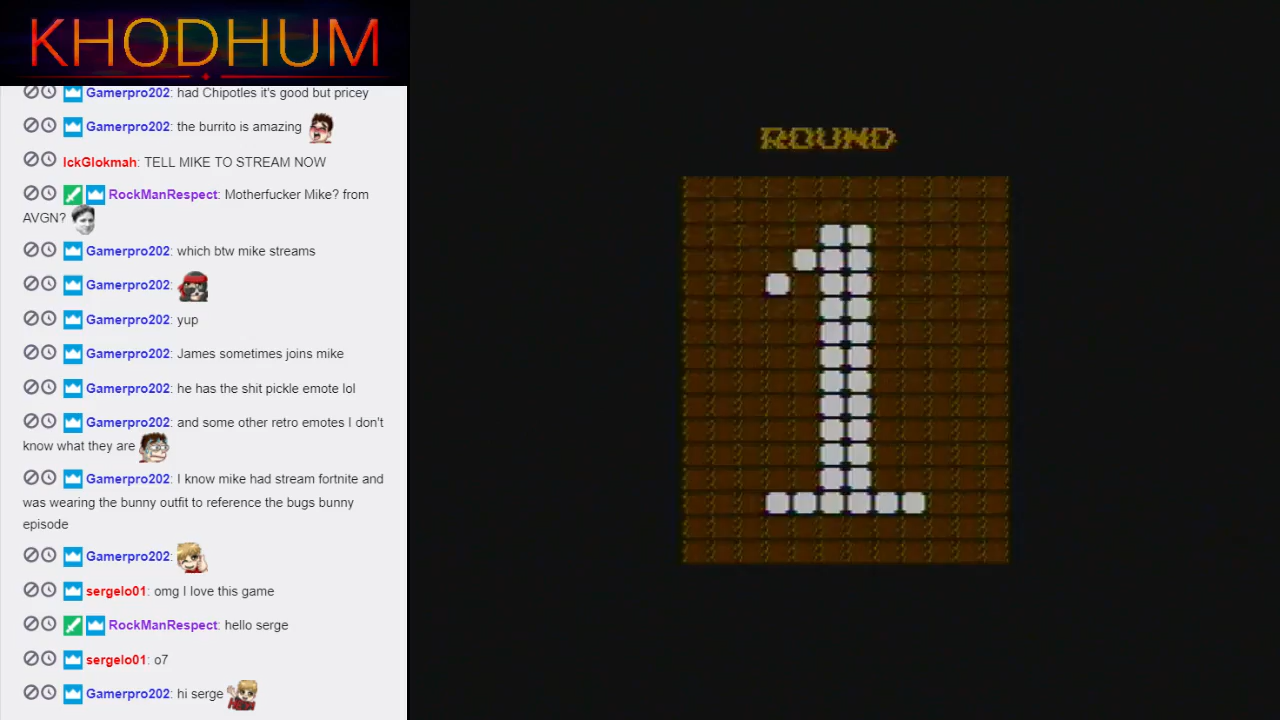 KHODHUM
Gamerpro202: had Chipotles it's good but pricey
Gamerpro202: the burrito is amazing
IckGlokmah: TELL MIKE TO STREAM NOW
RockManRespect: Motherfucker Mike? from
AVGN?
Gamerpro202: which btw mike streams
Gamerpro202:
Gamerpro202: yup
Gamerpro202: James sometimes joins mike
Gamerpro202: he has the shit pickle emote lol
Gamerpro202: and some other retro emotes I don't
know what they are
Gamerpro202: I know mike had stream fortnite and
was wearing the bunny outfit to reference the bugs bunny
episode
Gamerpro202:
sergelo01: omg I love this game
RockManRespect: hello serge
sergelo01: o7
Gamerpro202: hi serge
ROUND
1